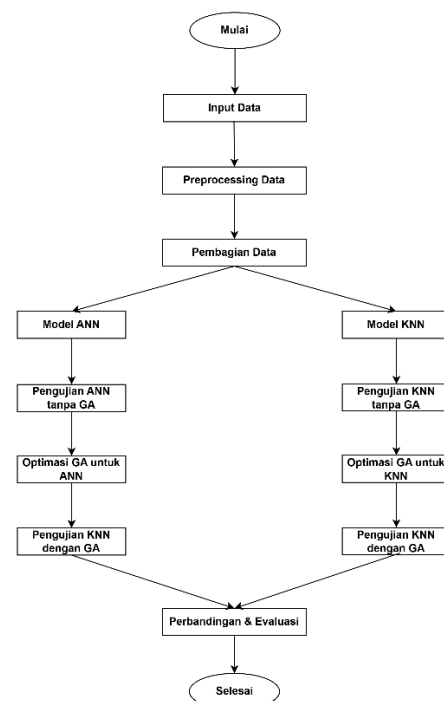 Mulai
Input Data
Preprocessing Data
Pembagian Data
Model ANN
Pengujian ANN
tanpa GA
Optimasi GA untuk
ANN
Pengujian KNN
dengan GA
Model KNN
Pengujian KNN
tanpa GA
Optimasi GA untuk
KNN
Pengujian KNN
dengan GA
Perbandingan & Evaluasi
Selesai